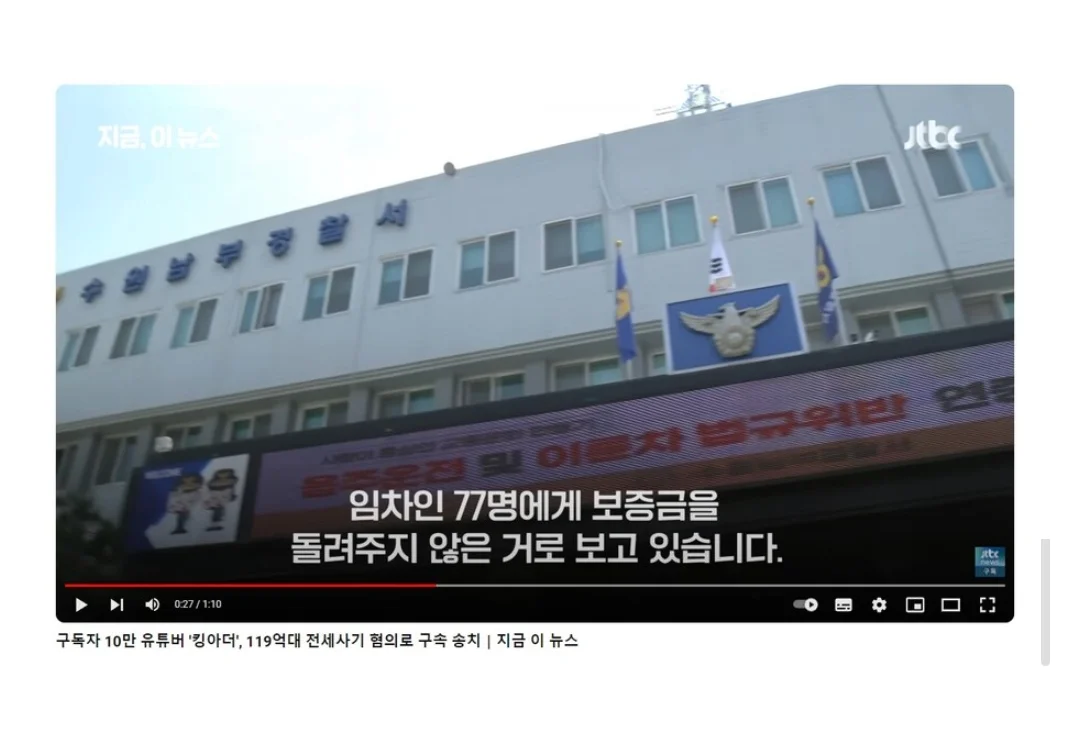 지금, 이 뉴스
jtbc
수원남부경찰서
음주운전 및 이륜차 법규위반
임차인 77명에게 보증금을
돌려주지 않은 거로 보고 있습니다.
jtbc
news
구독
0:27 / 1:10
구독자 10만 유튜버 '킹아더', 119억대 전세사기 혐의로 구속 송치 | 지금 이 뉴스